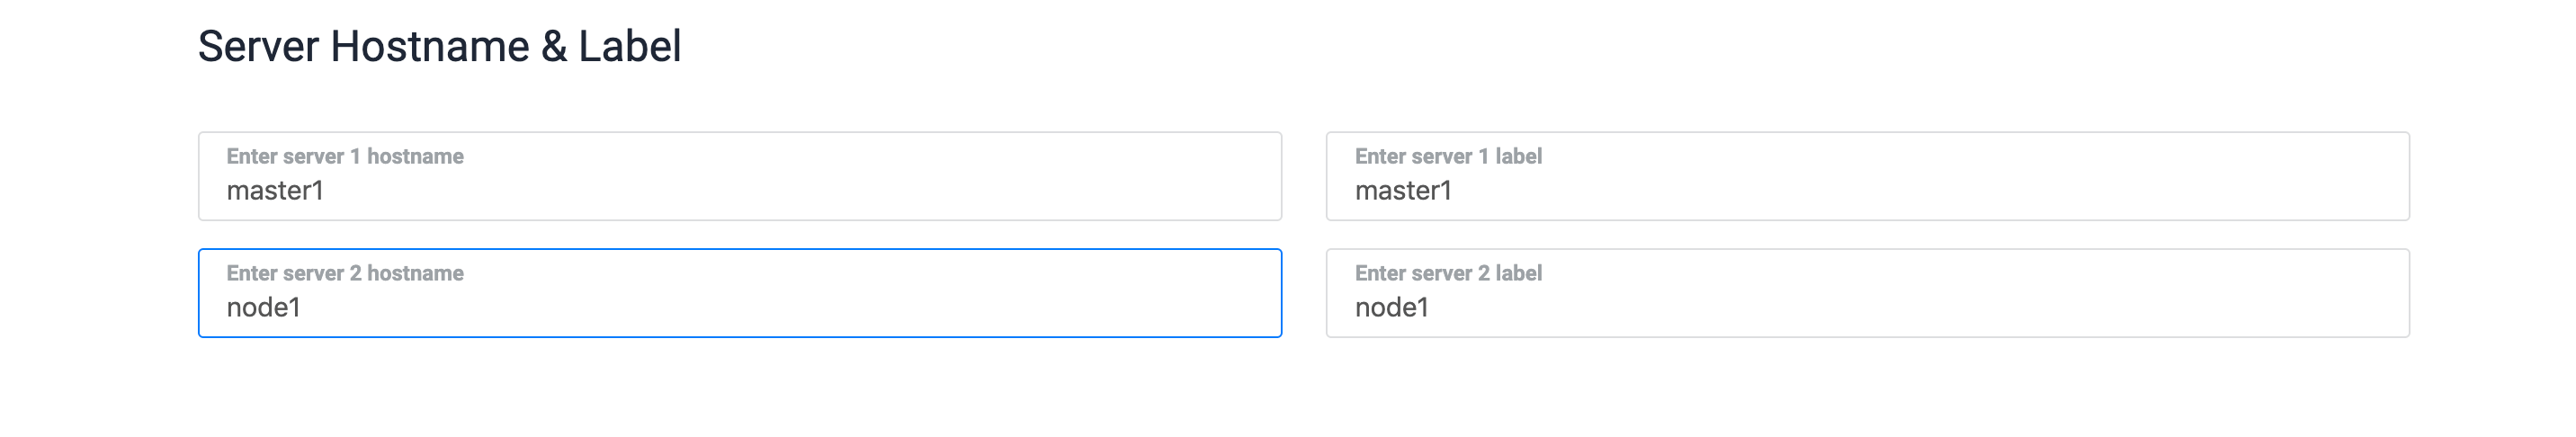 Server Hostname & Label
Enter server 1 hostname
master1
Enter server 1 label
master1
Enter server 2 hostname
node1
Enter server 2 label
node1